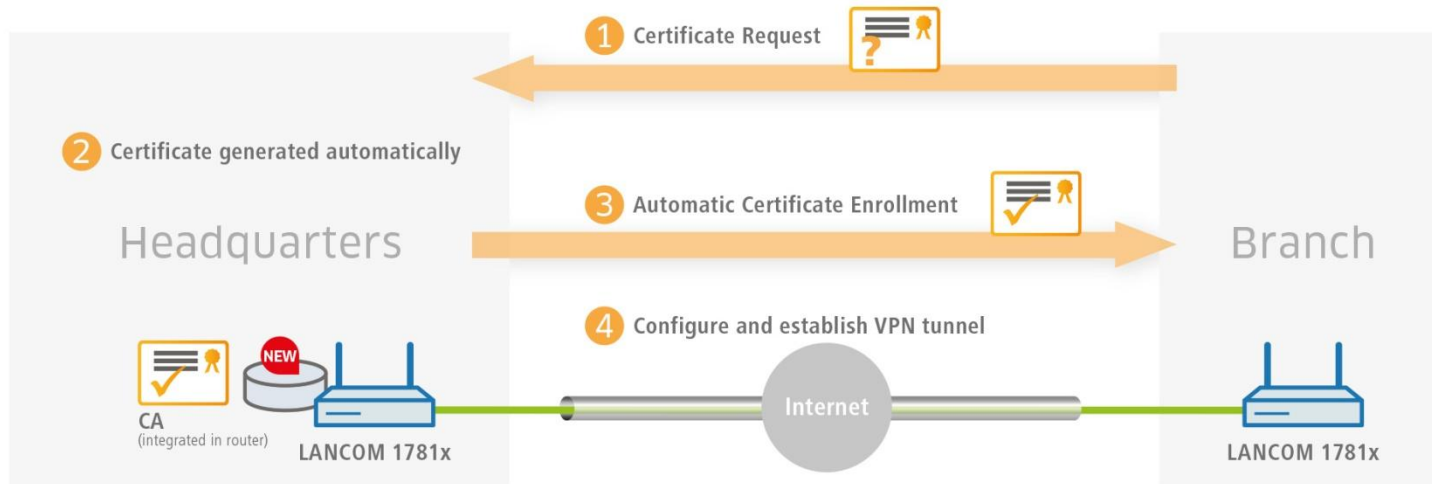 1 Certificate Request
?
2 Certificate generated automatically
3 Automatic Certificate Enrollment
Headquarters
Branch
4 Configure and establish VPN tunnel
NEW
Internet
CA
(integrated in router)
LANCOM 1781x
LANCOM 1781x